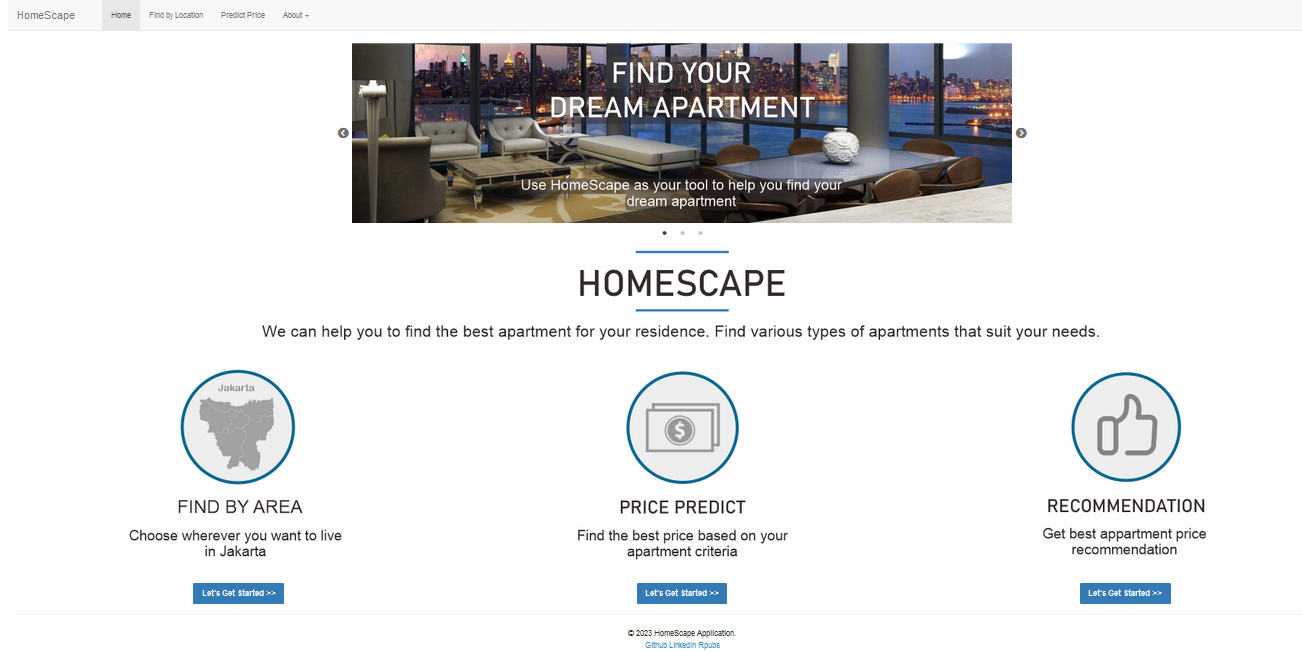 HomeScape
Home
Find by Location
Predict Price
About
FIND YOUR
DREAM APARTMENT
Use HomeScape as your tool to help you find your
dream apartment
HOMESCAPE
We can help you to find the best apartment for your residence. Find various types of apartments that suit your needs.
Jakarta
$
FIND BY AREA
Choose wherever you want to live
in Jakarta
Let's Get Started >>
PRICE PREDICT
Find the best price based on your
apartment criteria
Let's Get Started >>
RECOMMENDATION
Get best appartment price
recommendation
Let's Get Started >>
© 2023 HomeScape Application.
Github Linkedin Rpubs